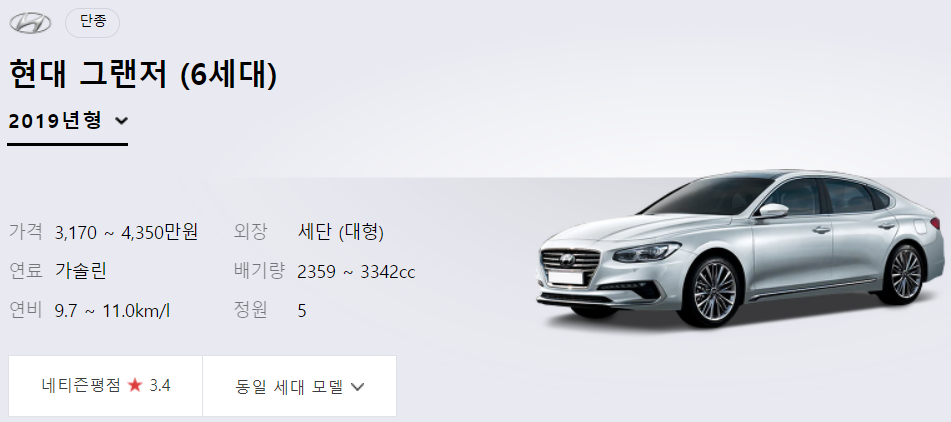 단종
현대 그랜저 (6세대)
2019년형
가격 3,170 ~ 4,350만원 외장 세단 (대형)
연료 가솔린 배기량 2359 ~ 3342cc
연비 9.7 ~ 11.0km/l 정원 5
네티즌평점 ★ 3.4 동일 세대 모델